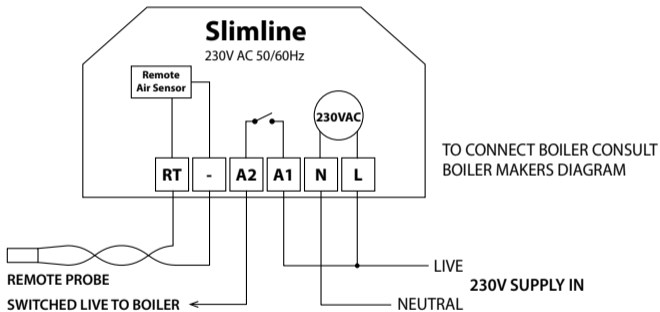 Slimline
230V AC 50/60Hz
Remote
Air Sensor
230VAC
RT - A2 A1 N L
TO CONNECT BOILER CONSULT
BOILER MAKERS DIAGRAM
REMOTE PROBE
LIVE
230V SUPPLY IN
SWITCHED LIVE TO BOILER
NEUTRAL